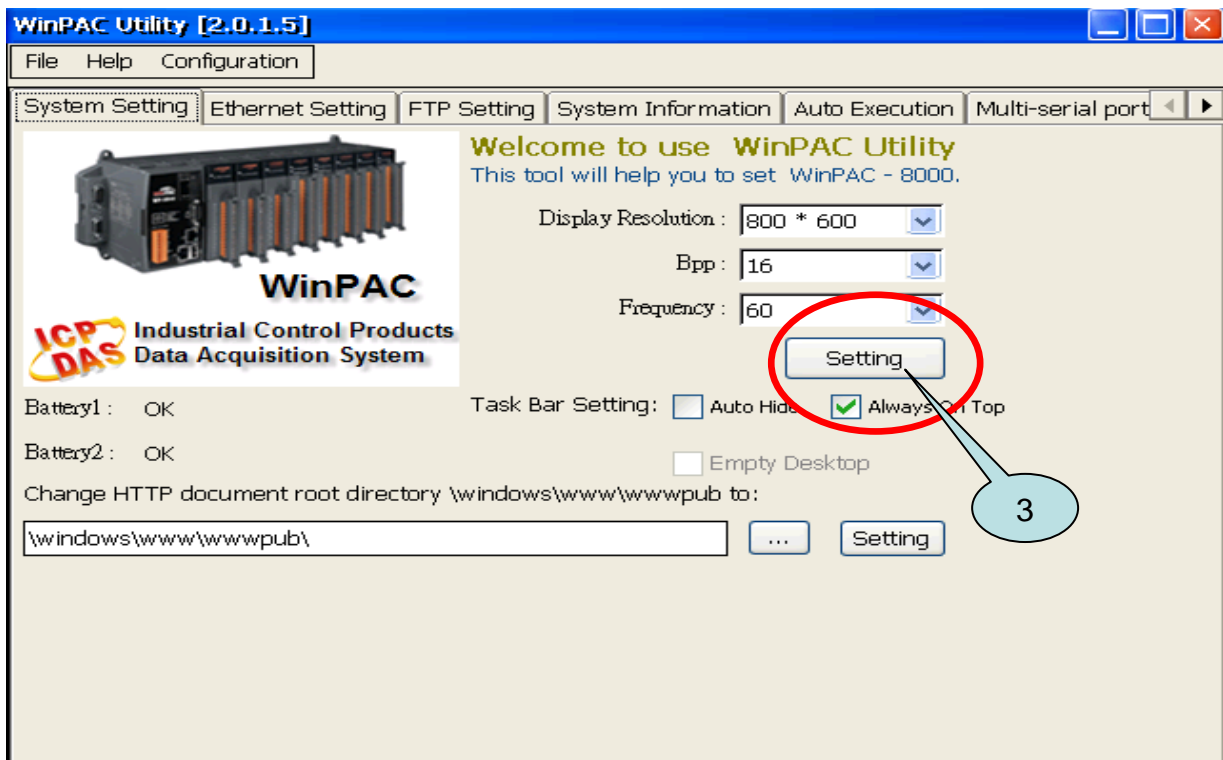 WinPAC Utility [2.0.1.5]
File Help Configuration
System Setting Ethernet Setting FTP Setting System Information Auto Execution Multi-serial port
Welcome to use WinPAC Utility
This tool will help you to set WinPAC - 8000.
Display Resolution : 800 * 600
Bpp : 16
Frequency : 60
Setting
WinPAC
ICP DAS
Industrial Control Products
Data Acquisition System
Battery1 : OK
Task Bar Setting: Auto Hide Always On Top
Battery2 : OK
Empty Desktop
3
Change HTTP document root directory \windows\www\wwwpub to:
\windows\www\wwwpub\ ... Setting